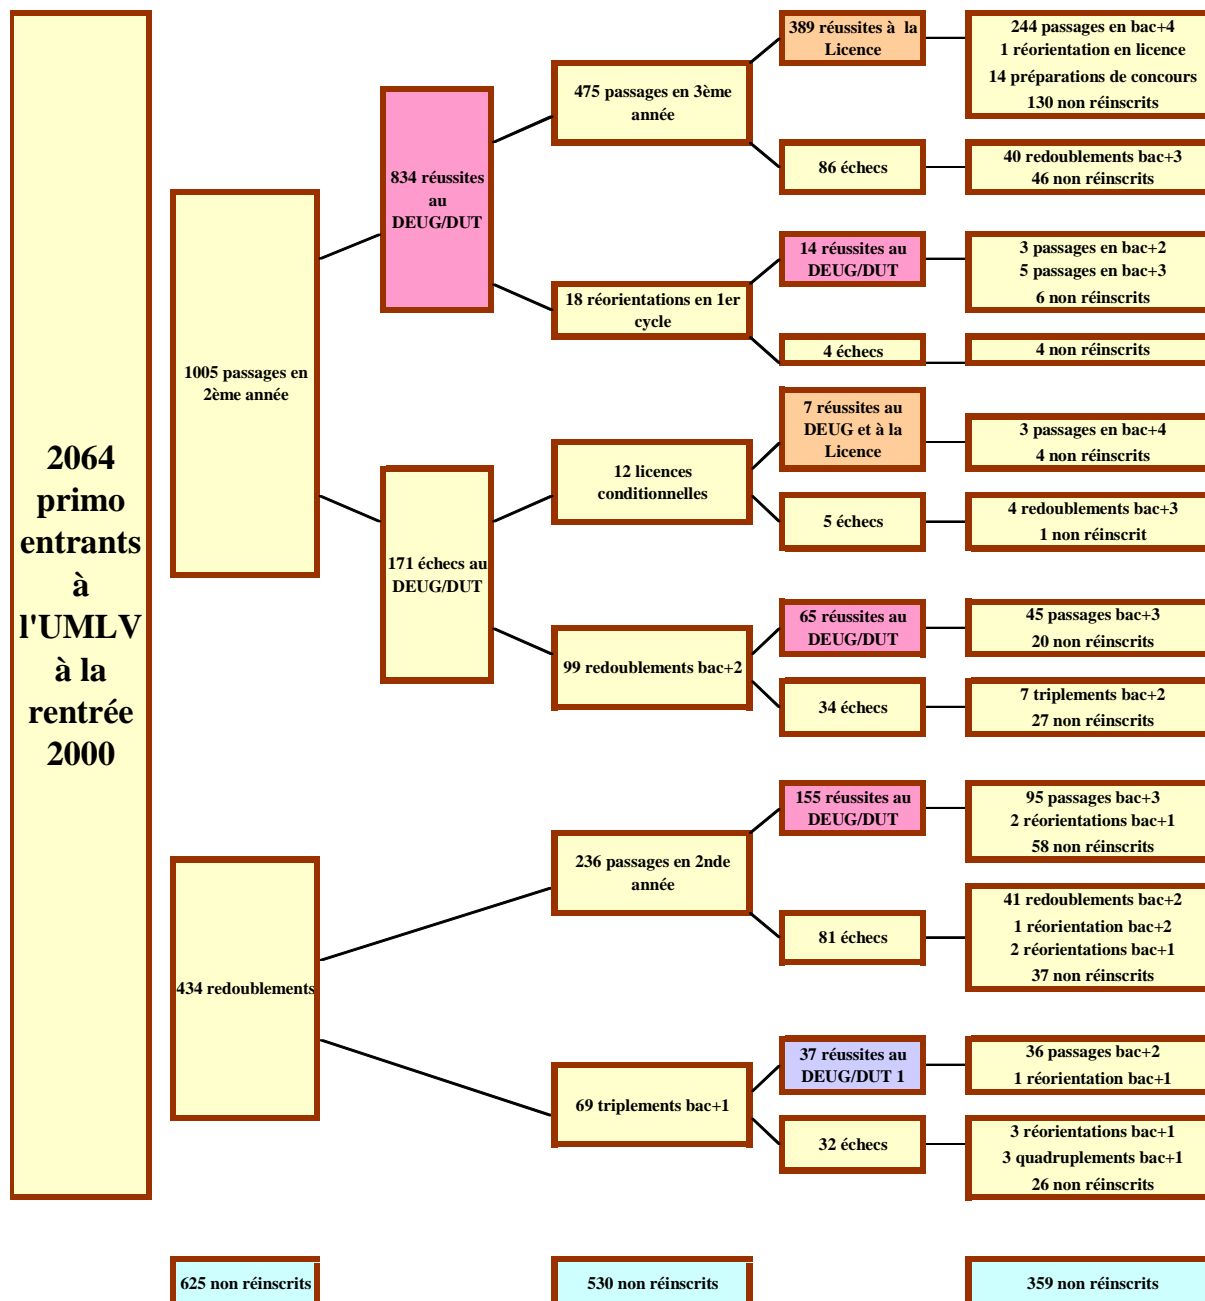 2064
primo
entrants
à
l'UMLV
à la
rentrée
2000
1005 passages en
2ème année
434 redoublements
625 non réinscrits
834 réussites
au
DEUG/DUT
171 échecs au
DEUG/DUT
475 passages en 3ème
année
18 réorientations en 1er
cycle
12 licences
conditionnelles
99 redoublements bac+2
236 passages en 2nde
année
69 triplements bac+1
530 non réinscrits
389 réussites à  la
Licence
86 échecs
14 réussites au
DEUG/DUT
4 échecs
7 réussites au
DEUG et à la
Licence
5 échecs
65 réussites au
DEUG/DUT
34 échecs
155 réussites au
DEUG/DUT
81 échecs
37 réussites au
DEUG/DUT 1
32 échecs
244 passages en bac+4
1 réorientation en licence
14 préparations de concours
130 non réinscrits
40 redoublements bac+3
46 non réinscrits
3 passages en bac+2
5 passages en bac+3
6 non réinscrits
4 non réinscrits
3 passages en bac+4
4 non réinscrits
4 redoublements bac+3
1 non réinscrit
45 passages bac+3
20 non réinscrits
7 triplements bac+2
27 non réinscrits
95 passages bac+3
2 réorientations bac+1
58 non réinscrits
41 redoublements bac+2
1 réorientation bac+2
2 réorientations bac+1
37 non réinscrits
36 passages bac+2
1 réorientation bac+1
3 réorientations bac+1
3 quadruplements bac+1
26 non réinscrits
359 non réinscrits